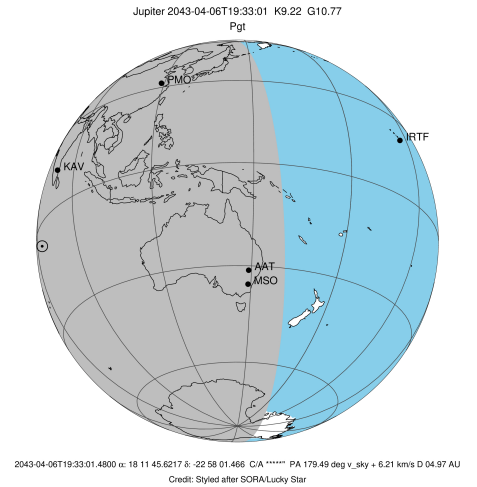 Jupiter 2043-04-06T19:33:01 K9.22 G10.77
Pgt
PMO
IRTF
KAV
AAT
MSO
2043-04-06T19:33:01.4800 α: 18 11 45.6217 δ: -22 58 01.466 C/A *****" PA 179.49 deg v_sky + 6.21 km/s D 04.97 AU
Credit: Styled after SORA/Lucky Star